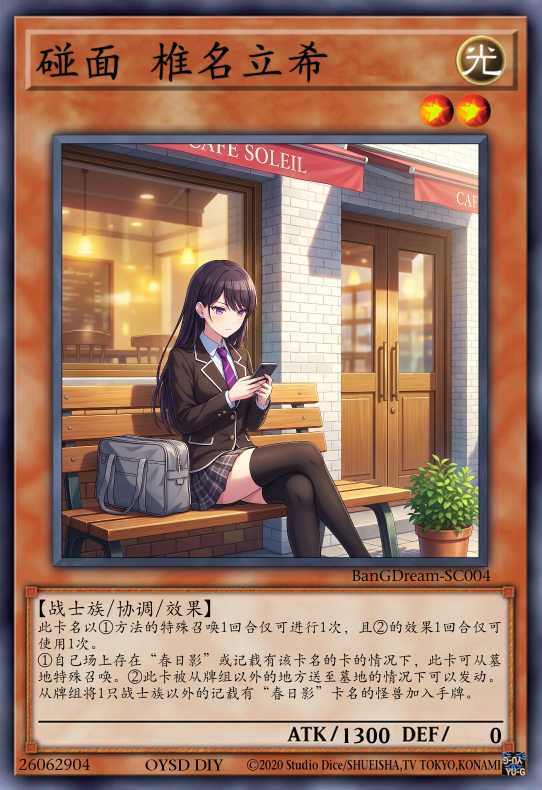 碰面 椎名立希
光
CAFE SOLEIL
CAF
BanGDream-SC004
【战士族/协调/效果】
此卡名以①方法的特殊召唤1回合仅可进行1次，且②的效果1回合仅可
使用1次。
①自己场上存在“春日影”或记载有该卡名的卡的情况下，此卡可从墓
地特殊召唤。②此卡被从牌组以外的地方送至墓地的情况下可以发动。
从牌组将1只战士族以外的记载有“春日影”卡名的怪兽加入手牌。
ATK/1300 DEF/ 0
26062904 OYSD DIY ©2020 Studio Dice/SHUEISHA,TV TOKYO,KONAMI